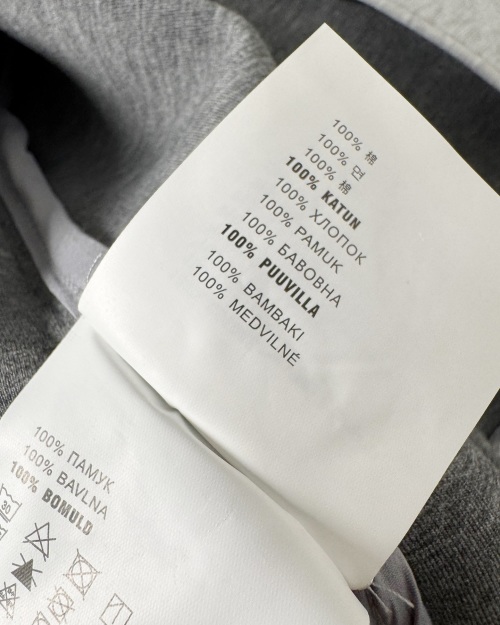 100% 棉
100% 면
100% 棉
100% KATUN
100% ХЛОПОК
100% PAMUK
100% БАВОВНА
100% PUUVILLA
100% BAMBAKI
100% MEDVILNĖ
100% ПАМУК
100% BAVLNA
100% BOMULD
30